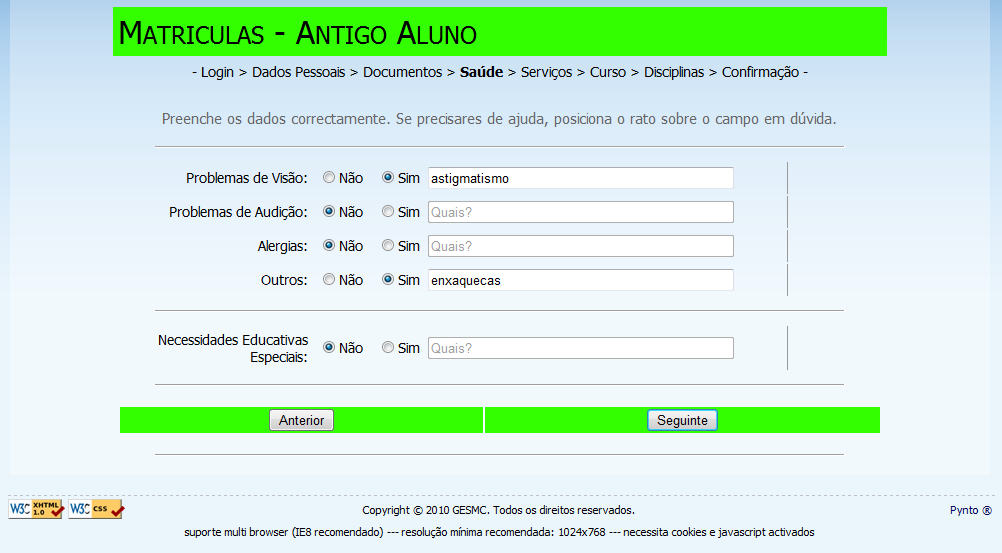 Matriculas - Antigo Aluno
- Login > Dados Pessoais > Documentos > Saúde > Serviços > Curso > Disciplinas > Confirmação -
Preenche os dados correctamente. Se precisares de ajuda, posiciona o rato sobre o campo em dúvida.
Problemas de Visão: Não Sim astigmatismo
Problemas de Audição: Não Sim Quais?
Alergias: Não Sim Quais?
Outros: Não Sim enxaquecas
Necessidades Educativas
Especiais: Não Sim Quais?
Anterior Seguinte
W3C XHTML 1.0 W3C CSS Copyright © 2010 GESMC. Todos os direitos reservados. Pynto ®
suporte multi browser (IE8 recomendado) --- resolução mínima recomendada: 1024x768 --- necessita cookies e javascript activados